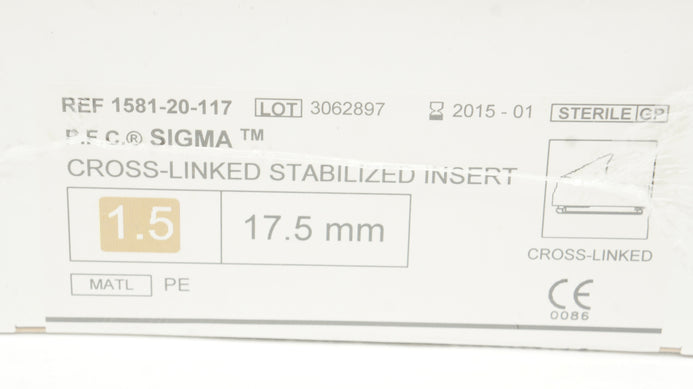 REF 1581-20-117 LOT 3062897 2015 - 01 STERILE GP
P.F.C.® SIGMA ™
CROSS-LINKED STABILIZED INSERT
1.5 17.5 mm
CROSS-LINKED
MATL PE
CE
0086